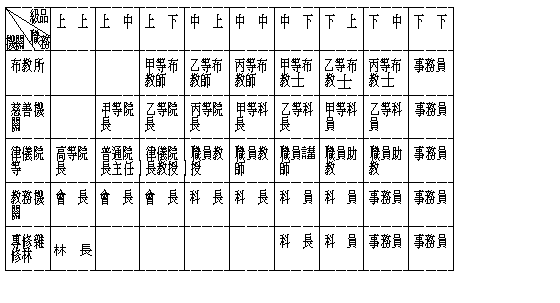 級品 職務 機關 上上 上中 上下 中上 中中 中下 下上 下中 下下
布教所 甲等布教師 乙等布教師 丙等布教師 甲等布教士 乙等布教士 丙等布教士 事務員
慈善機關 甲等院長 乙等院長 丙等院長 甲等科長 乙等科長 甲等科員 乙等科員 事務員
律儀院等 高等院長 普通院長主任 律儀院長教授 職員教授 職員教師 職員講師 職員助教 職員助教 事務員
教務機關 會長 會長 會長 科長 科長 科員 科員 事務員 事務員
專修雜修林 林長 科長 科員 事務員 事務員